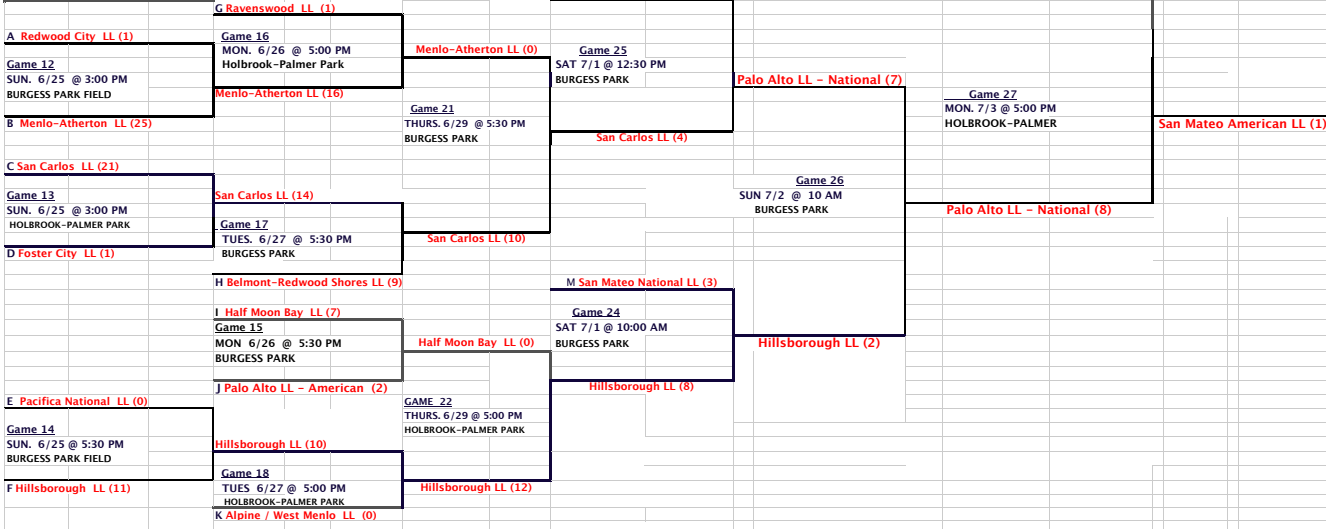 G Ravenswood LL (1)
A Redwood City LL (1)
Game 16
MON. 6/26 @ 5:00 PM
Holbrook-Palmer Park
Game 12
SUN. 6/25 @ 3:00 PM
BURGESS PARK FIELD
Menlo-Atherton LL (16)
B Menlo-Atherton LL (25)
Menlo-Atherton LL (0)
Game 21
THURS. 6/29 @ 5:30 PM
BURGESS PARK
Game 25
SAT 7/1 @ 12:30 PM
BURGESS PARK
San Carlos LL (4)
Palo Alto LL - National (7)
Game 27
MON. 7/3 @ 5:00 PM
HOLBROOK-PALMER
San Mateo American LL (1)
C San Carlos LL (21)
Game 13
SUN. 6/25 @ 3:00 PM
HOLBROOK-PALMER PARK
D Foster City LL (1)
San Carlos LL (14)
Game 17
TUES. 6/27 @ 5:30 PM
BURGESS PARK
H Belmont-Redwood Shores LL (9)
San Carlos LL (10)
Game 26
SUN 7/2 @ 10 AM
BURGESS PARK
Palo Alto LL - National (8)
I Half Moon Bay LL (7)
Game 15
MON 6/26 @ 5:30 PM
BURGESS PARK
J Palo Alto LL - American (2)
Half Moon Bay LL (0)
M San Mateo National LL (3)
Game 24
SAT 7/1 @ 10:00 AM
BURGESS PARK
Hillsborough LL (8)
Hillsborough LL (2)
E Pacifica National LL (0)
Game 14
SUN. 6/25 @ 5:30 PM
BURGESS PARK FIELD
F Hillsborough LL (11)
Hillsborough LL (10)
Game 18
TUES 6/27 @ 5:00 PM
HOLBROOK-PALMER PARK
K Alpine / West Menlo LL (0)
GAME 22
THURS. 6/29 @ 5:00 PM
HOLBROOK-PALMER PARK
Hillsborough LL (12)